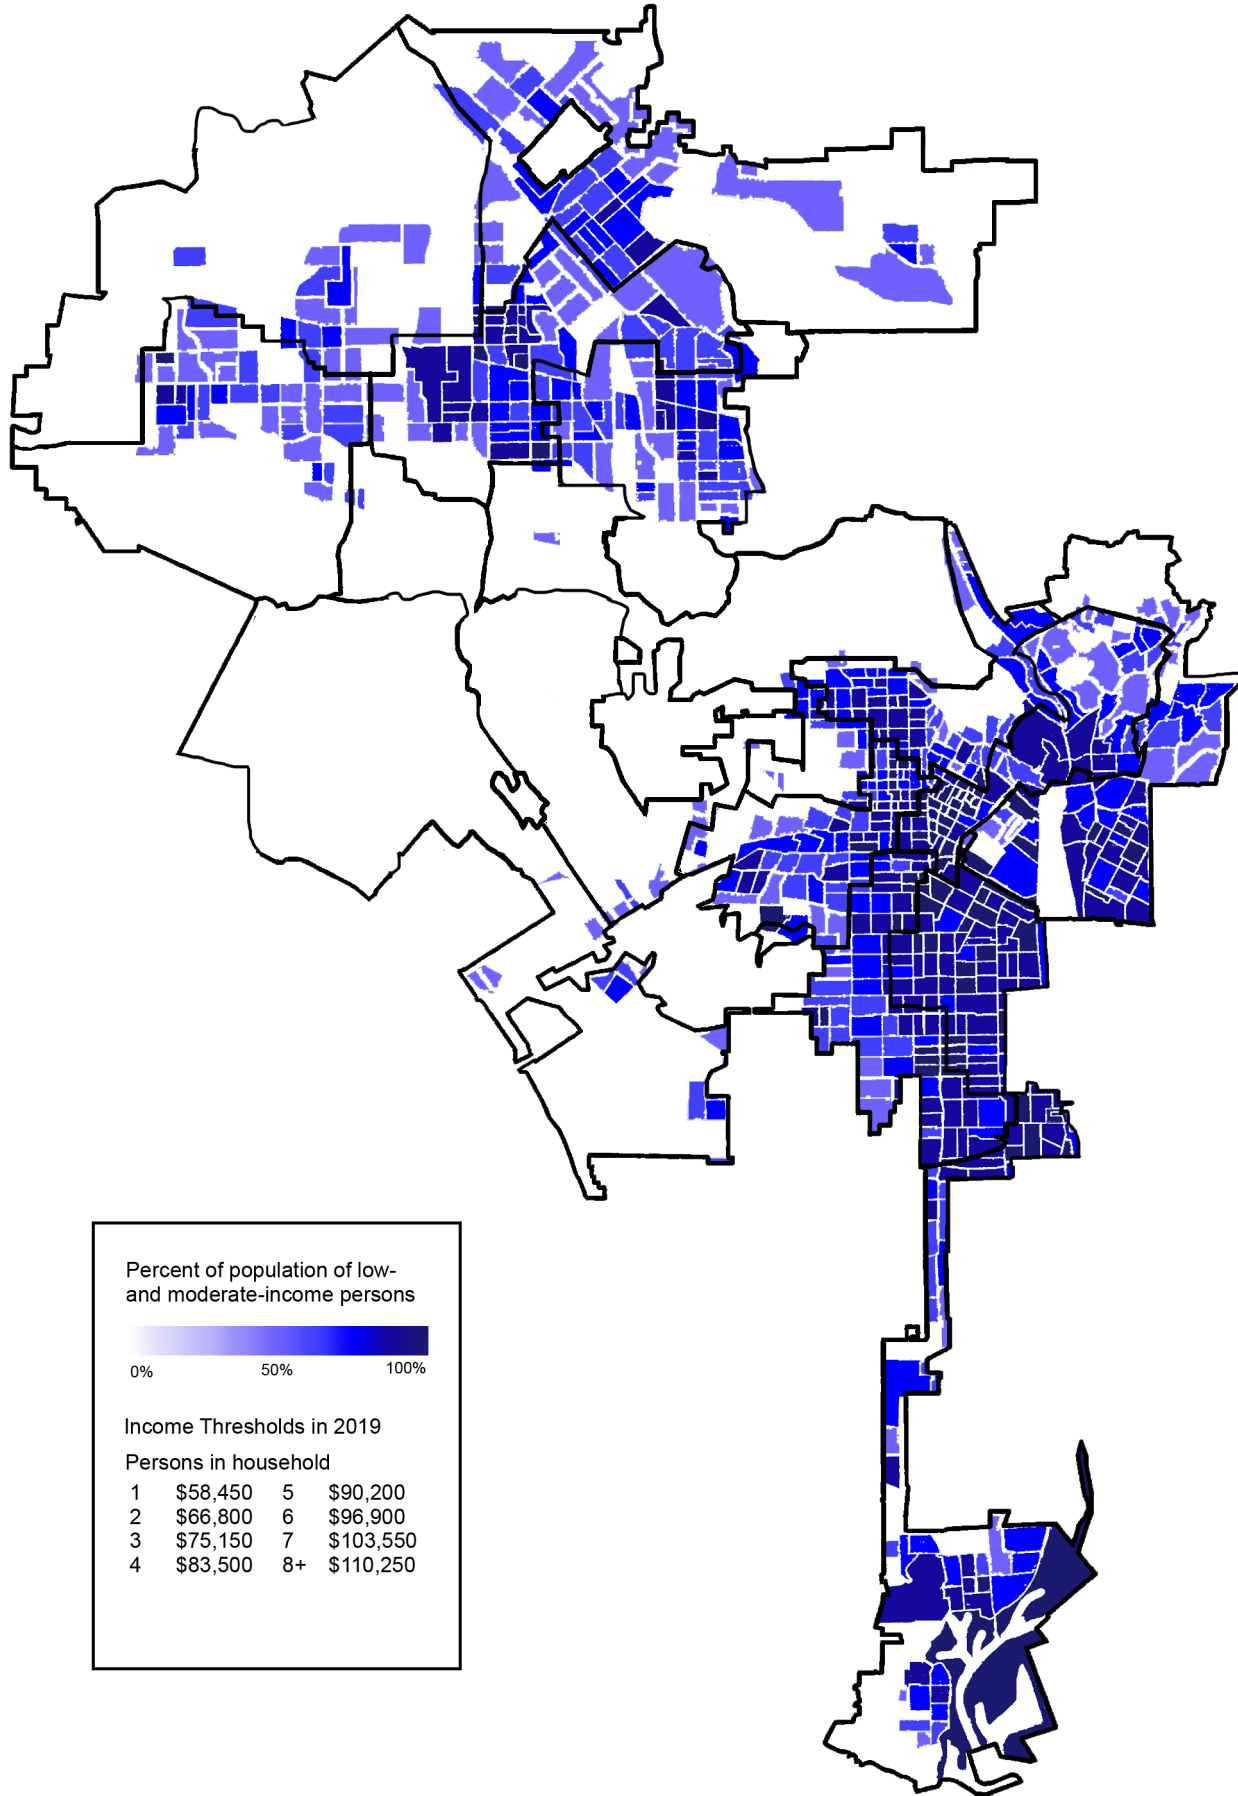 Percent of population of low-
and moderate-income persons
0% 50% 100%
Income Thresholds in 2019
Persons in household
1 $58,450 5 $90,200
2 $66,800 6 $96,900
3 $75,150 7 $103,550
4 $83,500 8+ $110,250